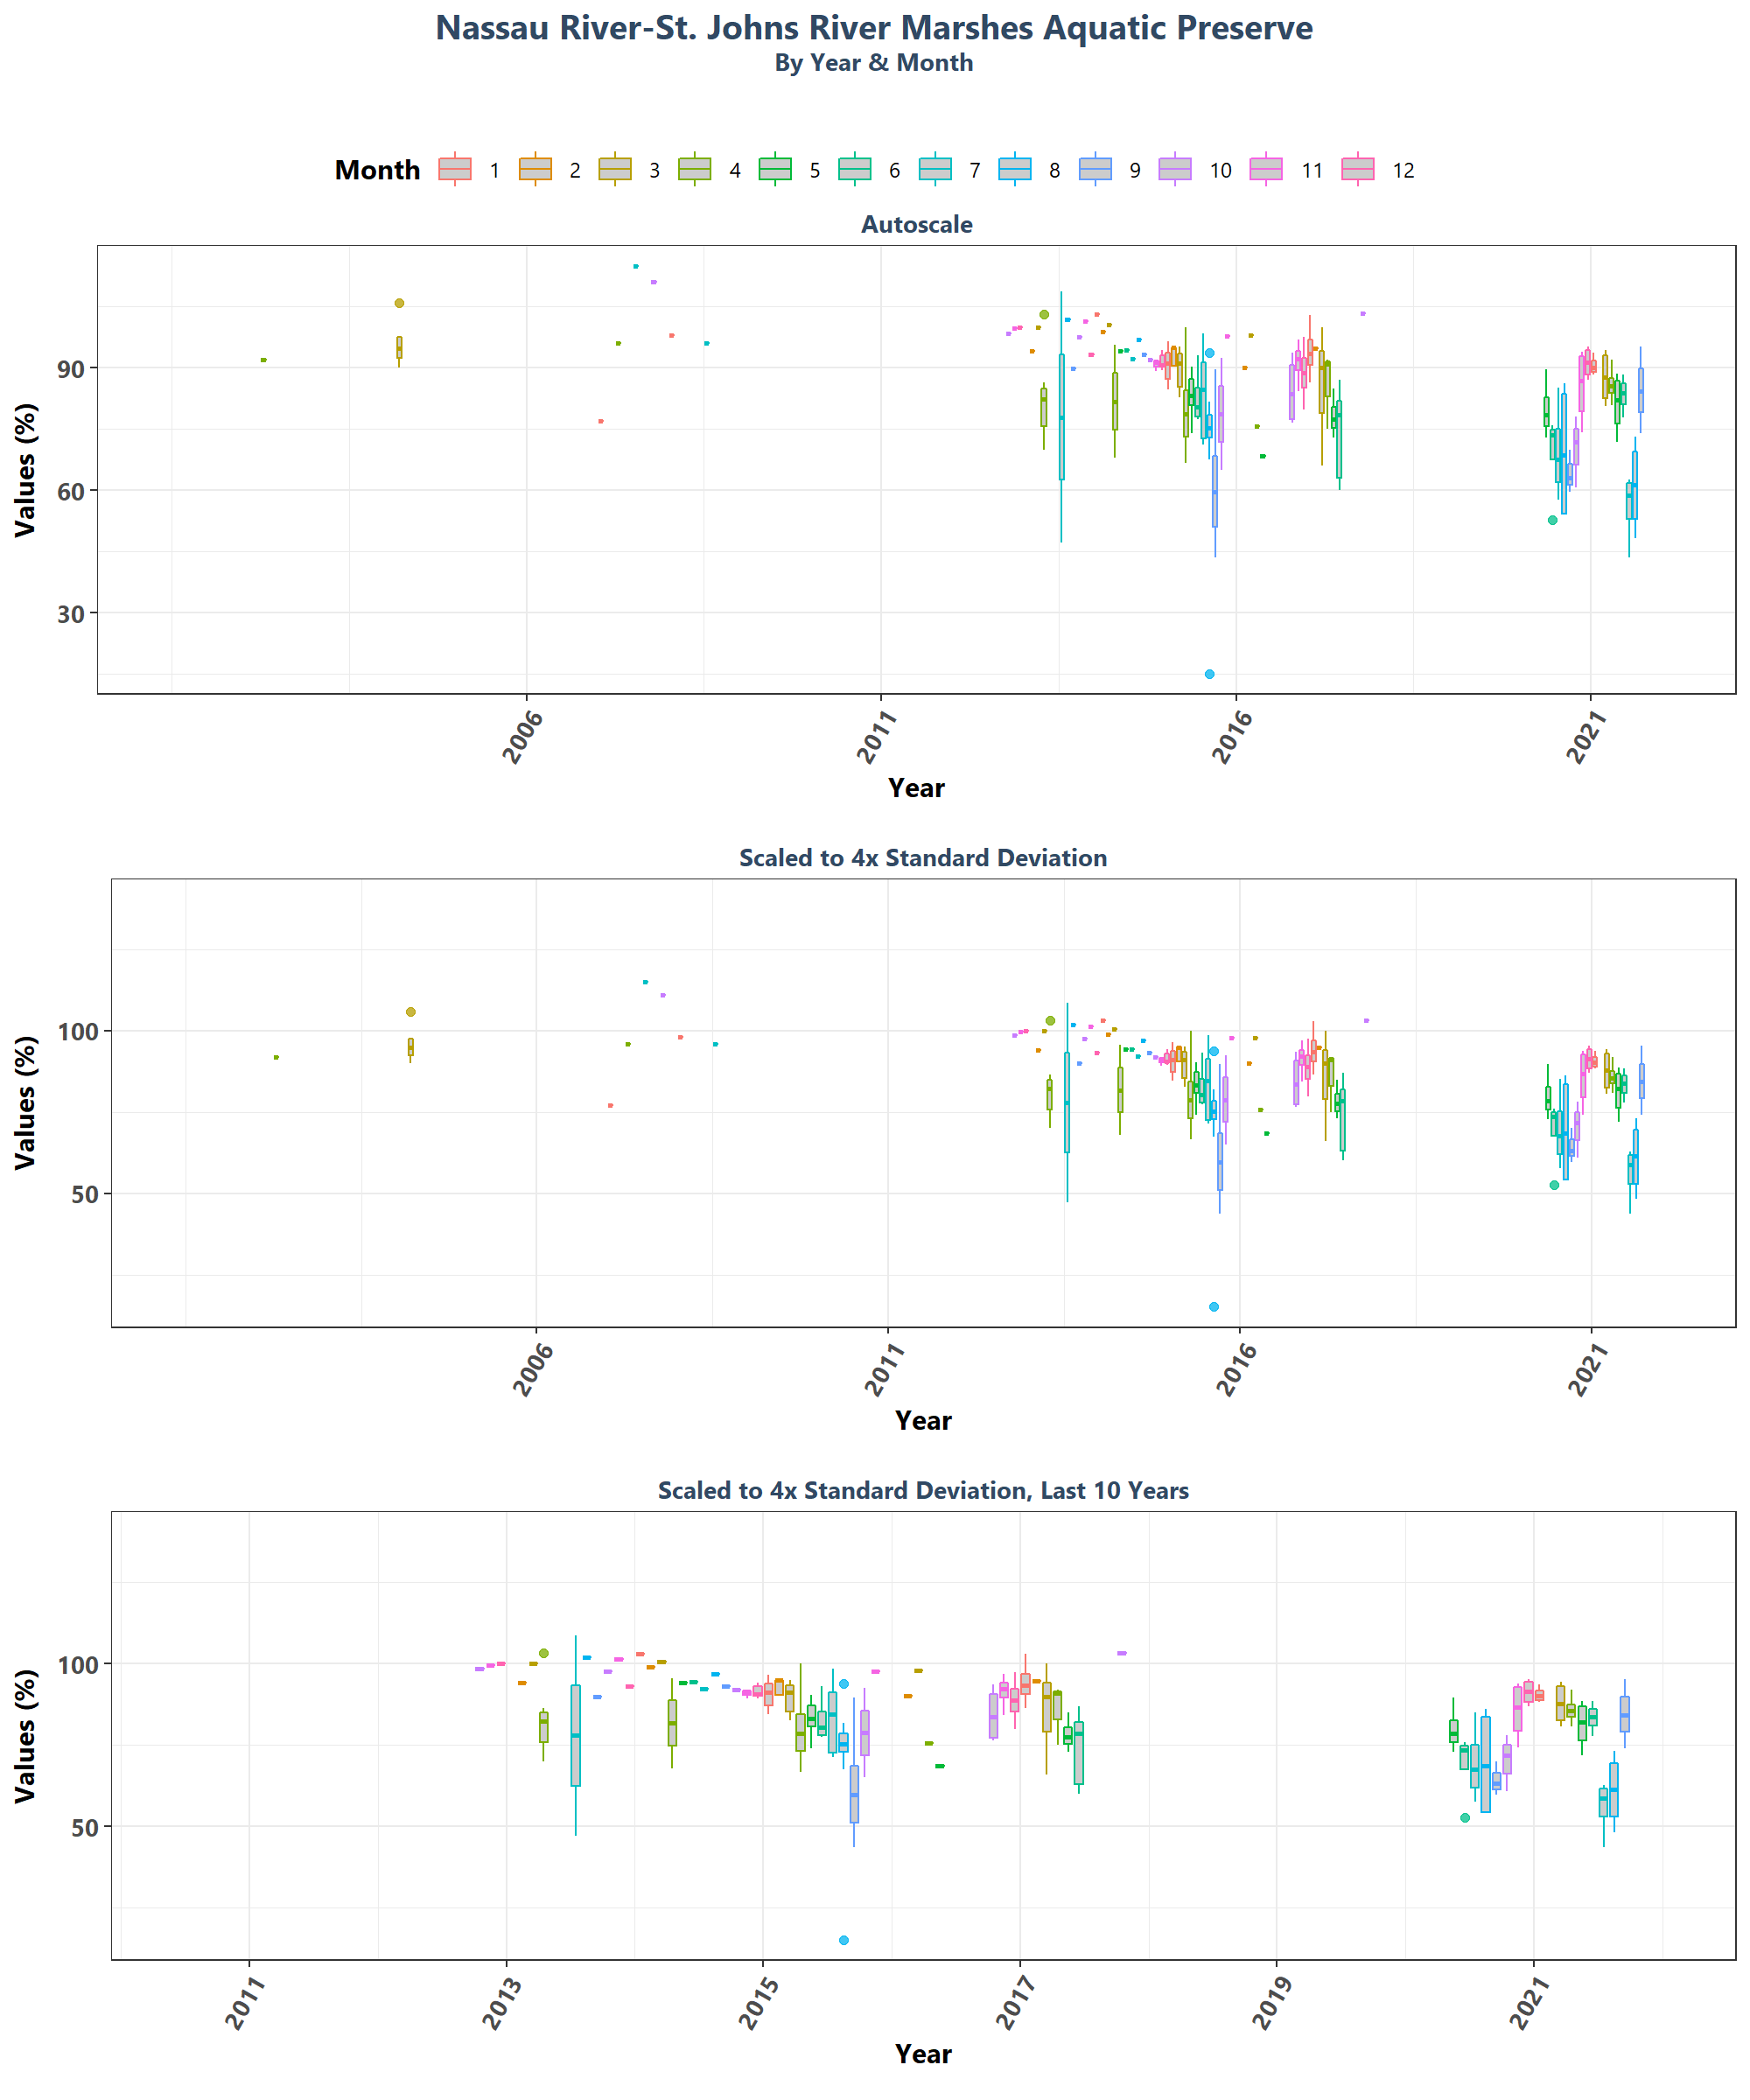 Nassau River-St. Johns River Marshes Aquatic Preserve
By Year & Month
Month 1 2 3 4 5 6 7 8 9 10 11 12
Autoscale
Values (%)
90
60
30
2006 2011 2016 2021
Year
Scaled to 4x Standard Deviation
Values (%)
100
50
2006 2011 2016 2021
Year
Scaled to 4x Standard Deviation, Last 10 Years
Values (%)
100
50
2011 2013 2015 2017 2019 2021
Year